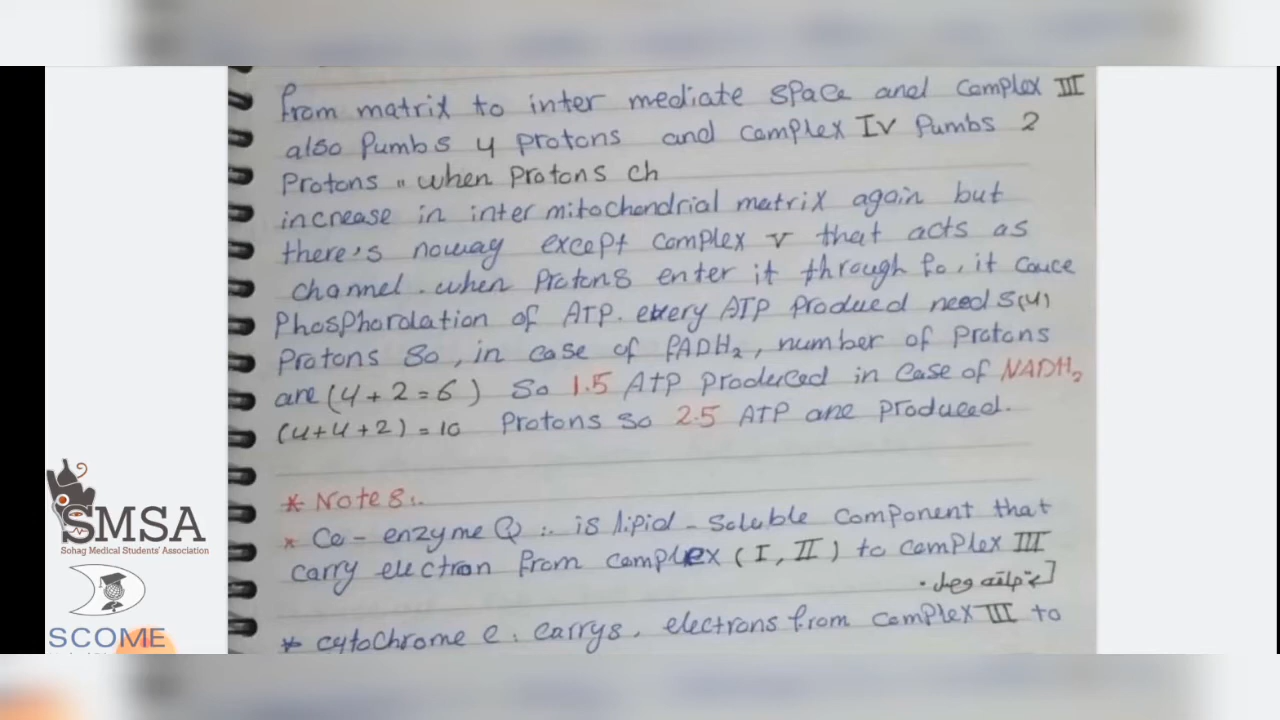 from matrix to inter mediate space and complex III
also Pumbs 4 protons and complex IV Pumbs 2
Protons " when Protons ch
increase in inter mitochondrial matrix again but
there's noway except complex V that acts as
channel. when Protons enter it through fo, it cauce
Phosphorolation of ATP. every ATP Produed needs (4)
Protons so, in case of FADH2, number of Protons
are (4+2=6) so 1.5 Atp produced in case of NADH2
(4+4+2) = 10 Protons so 2.5 ATP are produced.
* Notes:.
* Co-enzyme Q :. is lipid-soluble component that
carry electron from complex (I, II) to complex III
* cytochrome c. carrys. electrons from complex III to
SMSA
Sohag Medical Students' Association
SCOME